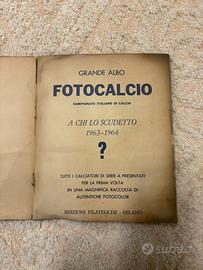 GRANDE ALBO
FOTOCALCIO
CAMPIONATO ITALIANO DI CALCIO
A CHI LO SCUDETTO
1963-1964
?
TUTTI I CALCIATORI DI SERIE A PRESENTATI
PER LA PRIMA VOLTA
IN UNA MAGNIFICA RACCOLTA DI
AUTENTICHE FOTOCOLOR
EDIZIONI FILATELICHE - MILANO
subito